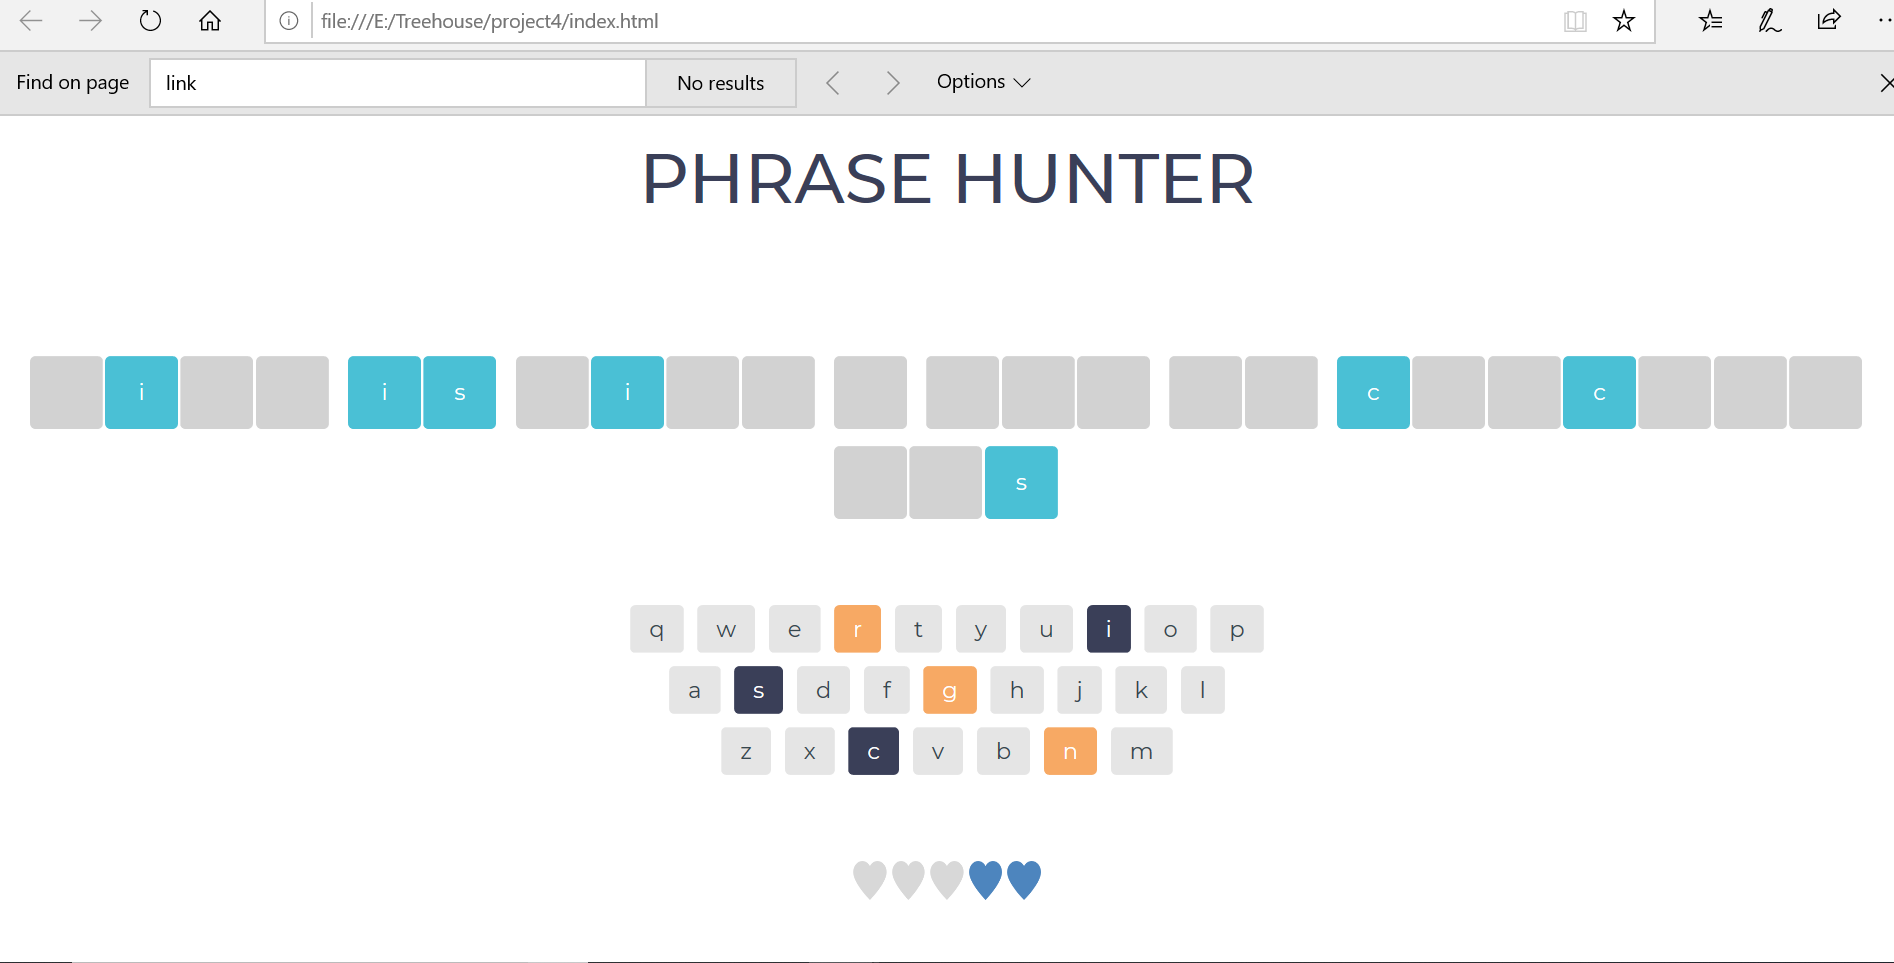 file:///E:/Treehouse/project4/index.html
Find on page link No results Options
PHRASE HUNTER
i i s i c c
s
q w e r t y u i o p
a s d f g h j k l
z x c v b n m